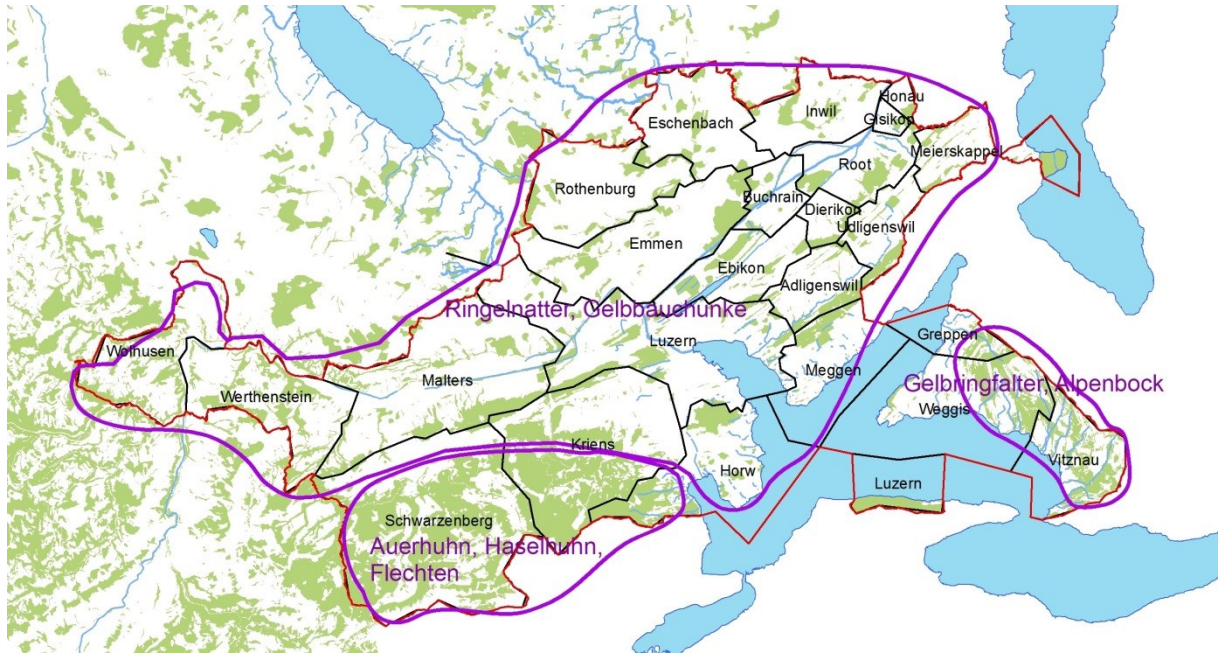 Honau
Inwil
Gisikon
Eschenbach
Meierskappel
Root
Rothenburg
Buchrain
Dierikon
Udligenswil
Emmen
Ebikon
Adligenswil
Ringelnatter, Gelbbauchunke
Greppen
Luzern
Wolhusen
Meggen
Malters
Gelbringfalter, Alpenbock
Werthenstein
Weggis
Kriens
Vitznau
Horw
Luzern
Schwarzenberg
Auerhuhn, Haselhuhn,
Flechten